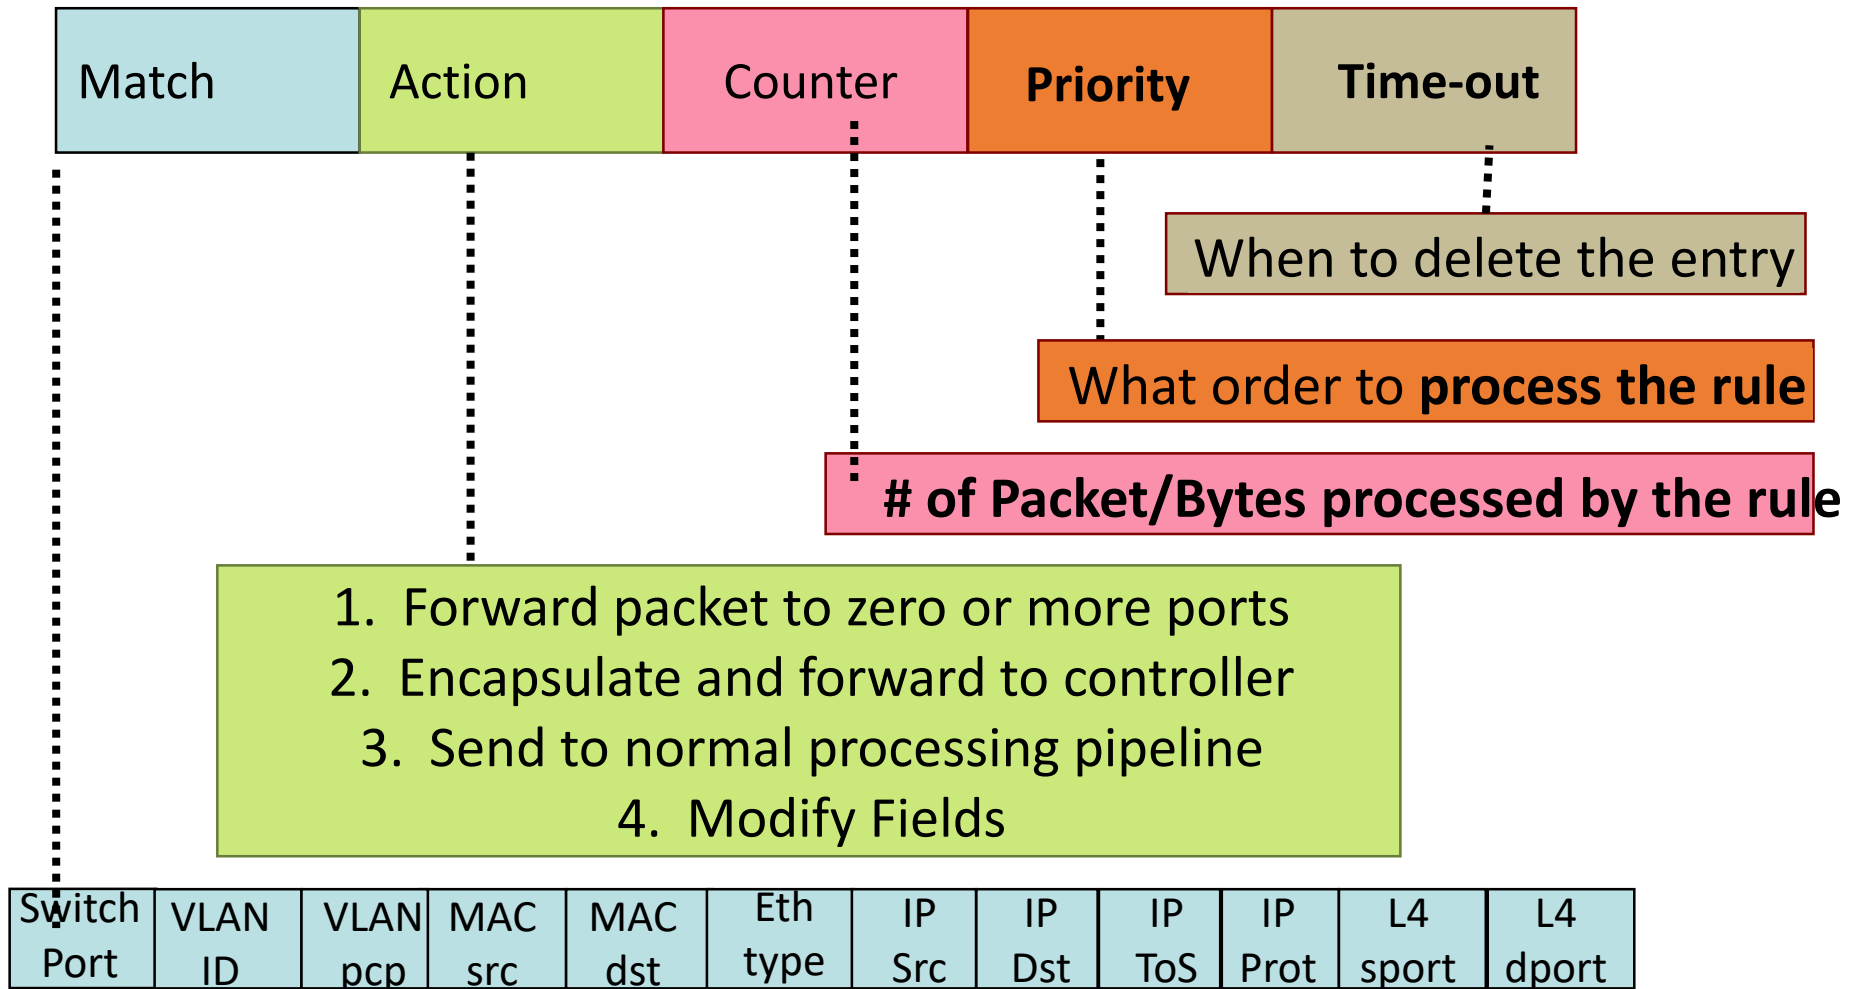 Match Action Counter Priority Time-out
When to delete the entry
What order to process the rule
# of Packet/Bytes processed by the rule
1. Forward packet to zero or more ports
2. Encapsulate and forward to controller
3. Send to normal processing pipeline
4. Modify Fields
Switch Port
VLAN ID
VLAN pcp
MAC src
MAC dst
Eth type
IP Src
IP Dst
IP ToS
IP Prot
L4 sport
L4 dport